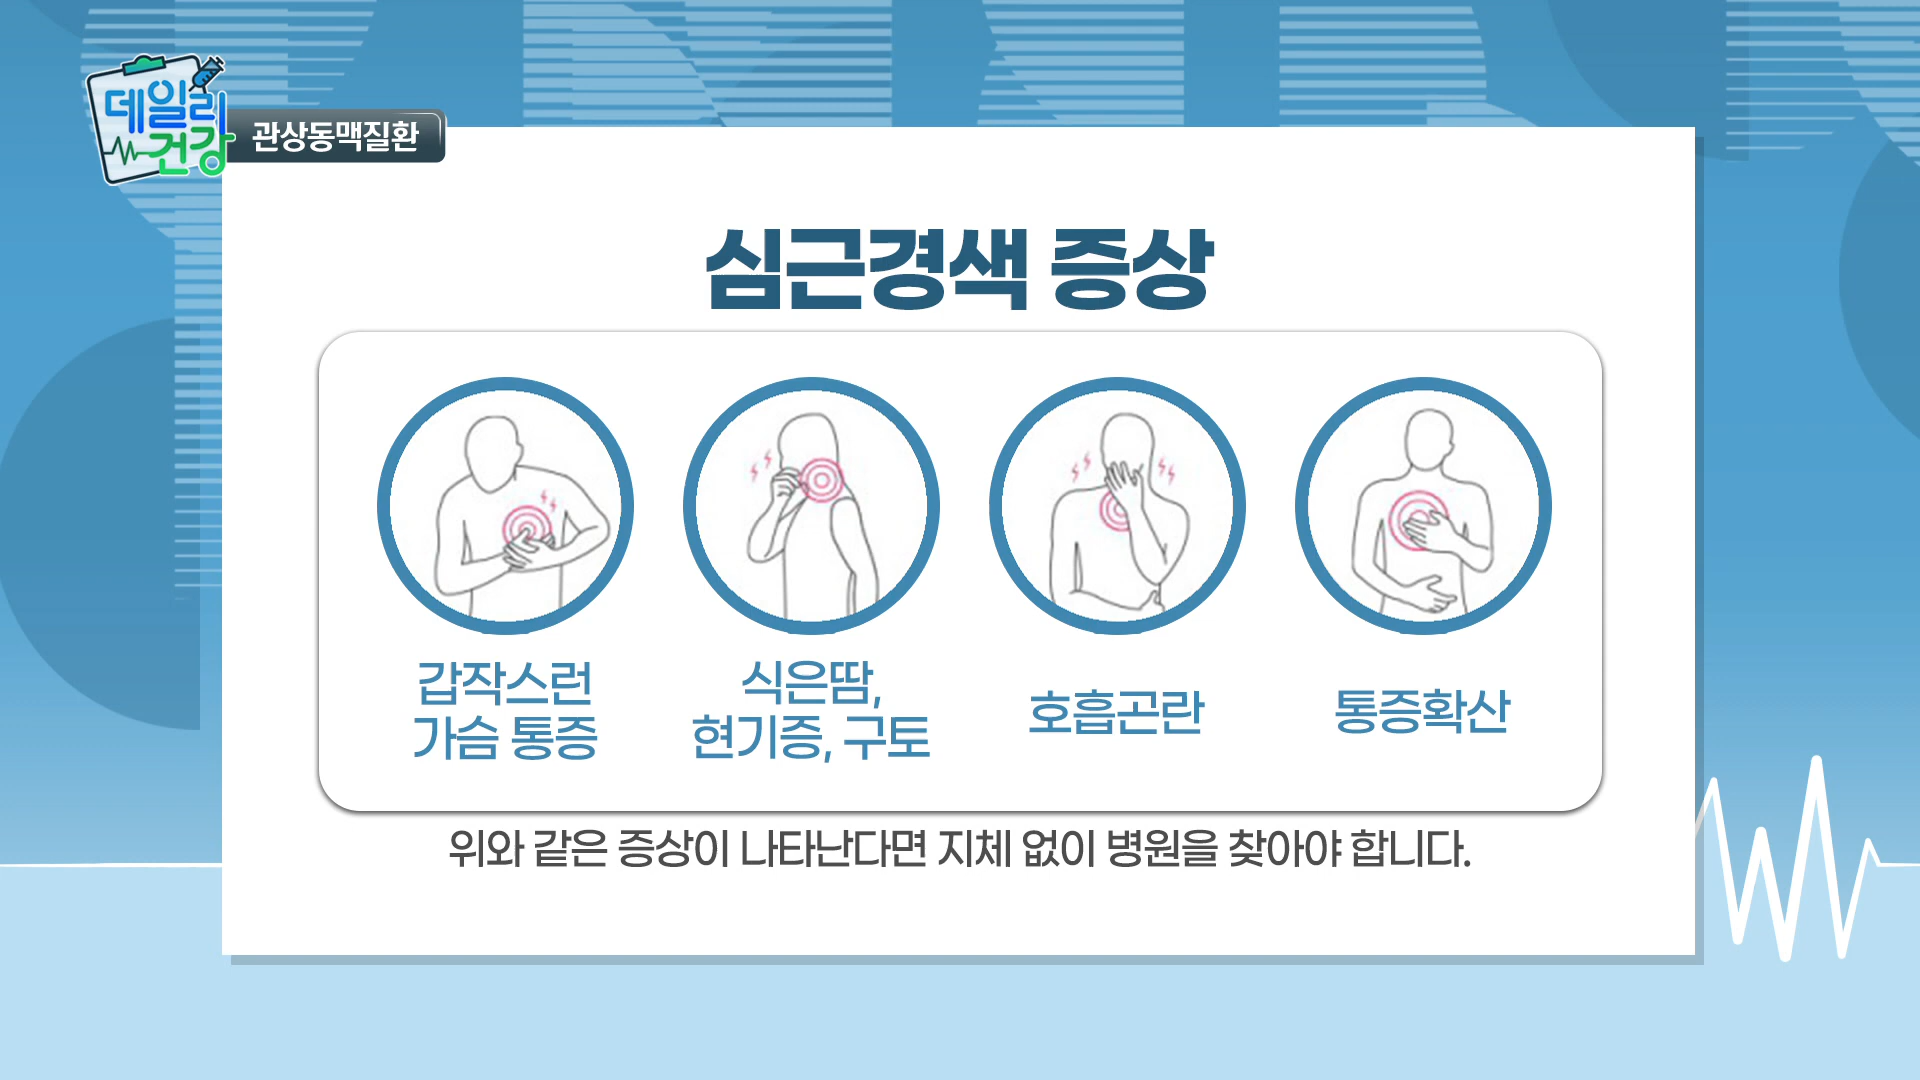 데일리
건강
관상동맥질환
심근경색 증상
갑작스런
가슴 통증
식은땀,
현기증, 구토
호흡곤란
통증확산
위와 같은 증상이 나타난다면 지체 없이 병원을 찾아야 합니다.